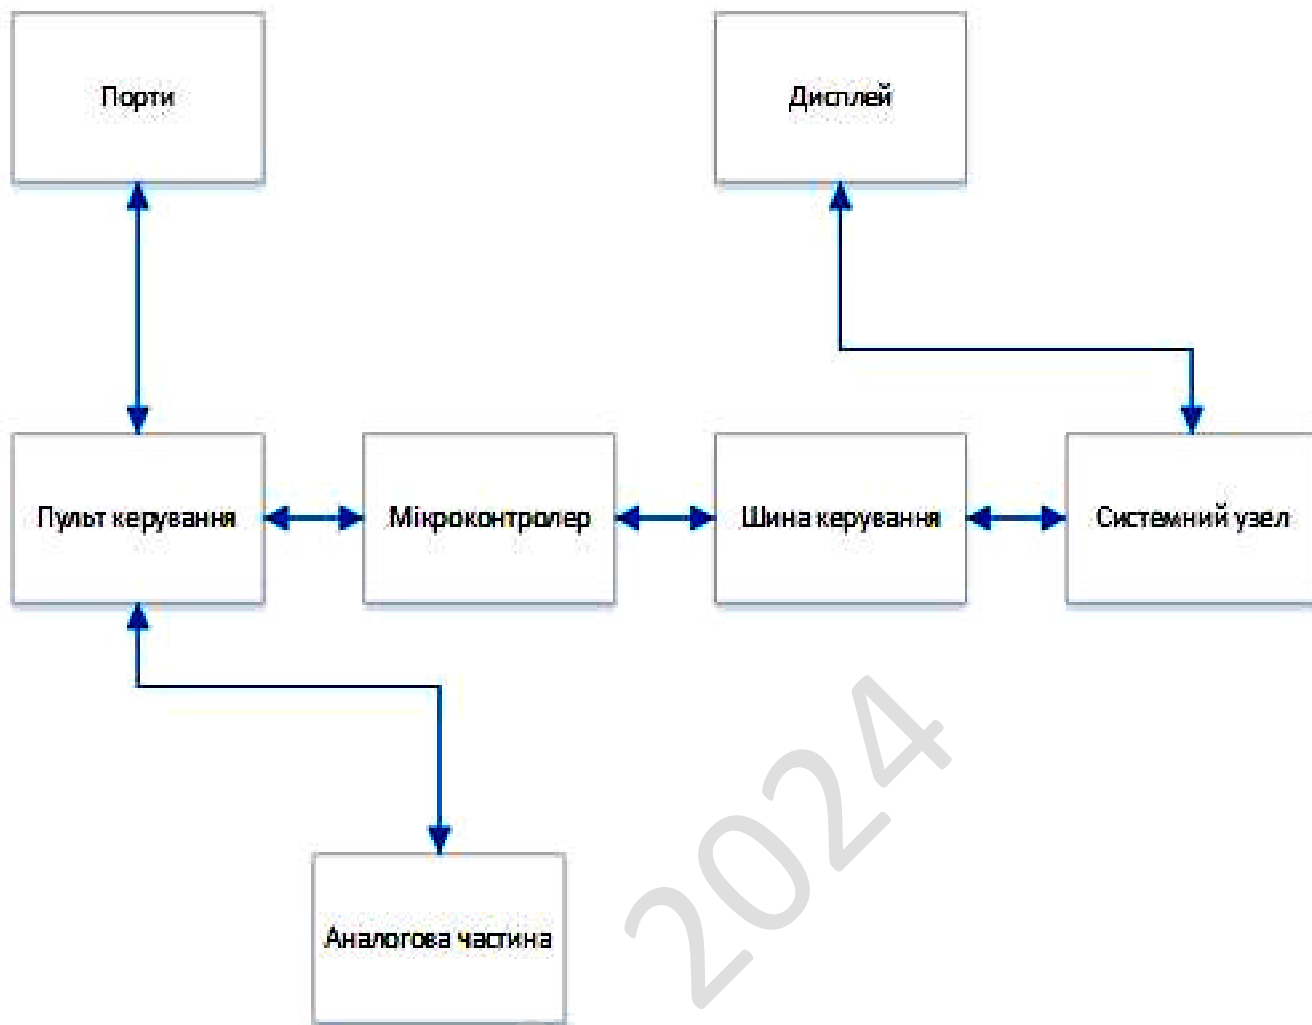 Порти
Дисплей
Пульт керування
Мікроконтролер
Шина керування
Системний узел
Аналогова частина
2024